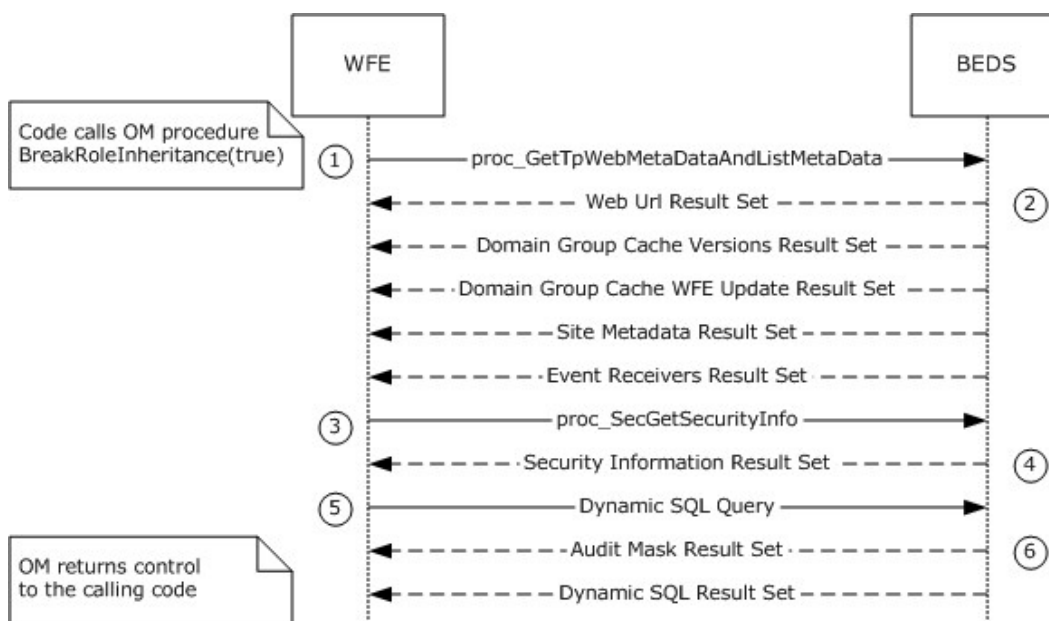 WFE
BEDS
Code calls OM procedure
BreakRoleInheritance(true)
1
proc_GetTpWebMetaDataAndListMetaData
Web Url Result Set
2
Domain Group Cache Versions Result Set
Domain Group Cache WFE Update Result Set
Site Metadata Result Set
Event Receivers Result Set
3
proc_SecGetSecurityInfo
Security Information Result Set
4
5
Dynamic SQL Query
Audit Mask Result Set
6
OM returns control
to the calling code
Dynamic SQL Result Set